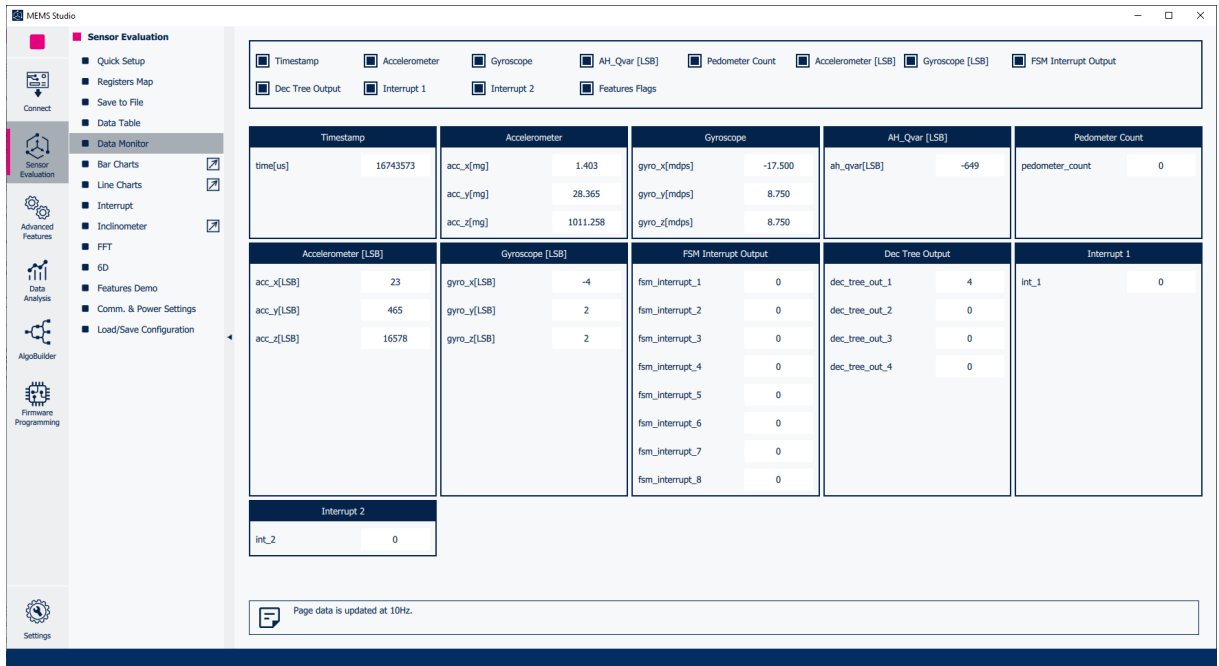 MEMS Studio
Connect
Sensor
Evaluation
Advanced
Features
Data
Analysis
AlgoBuilder
Firmware
Programming
Settings
Sensor Evaluation
Quick Setup
Registers Map
Save to File
Data Table
Data Monitor
Bar Charts
Line Charts
Interrupt
Inclinometer
FFT
6D
Features Demo
Comm. & Power Settings
Load/Save Configuration
Timestamp Accelerometer Gyroscope AH_Qvar [LSB] Pedometer Count Accelerometer [LSB] Gyroscope [LSB] FSM Interrupt Output
Dec Tree Output Interrupt 1 Interrupt 2 Features Flags
Timestamp
time[us] 16743573
Accelerometer
acc_x[mg] 1.403
acc_y[mg] 28.365
acc_z[mg] 1011.258
Gyroscope
gyro_x[mdps] -17.500
gyro_y[mdps] 8.750
gyro_z[mdps] 8.750
AH_Qvar [LSB]
ah_qvar[LSB] -649
Pedometer Count
pedometer_count 0
Accelerometer [LSB]
acc_x[LSB] 23
acc_y[LSB] 465
acc_z[LSB] 16578
Gyroscope [LSB]
gyro_x[LSB] -4
gyro_y[LSB] 2
gyro_z[LSB] 2
FSM Interrupt Output
fsm_interrupt_1 0
fsm_interrupt_2 0
fsm_interrupt_3 0
fsm_interrupt_4 0
fsm_interrupt_5 0
fsm_interrupt_6 0
fsm_interrupt_7 0
fsm_interrupt_8 0
Dec Tree Output
dec_tree_out_1 4
dec_tree_out_2 0
dec_tree_out_3 0
dec_tree_out_4 0
Interrupt 1
int_1 0
Interrupt 2
int_2 0
Page data is updated at 10Hz.